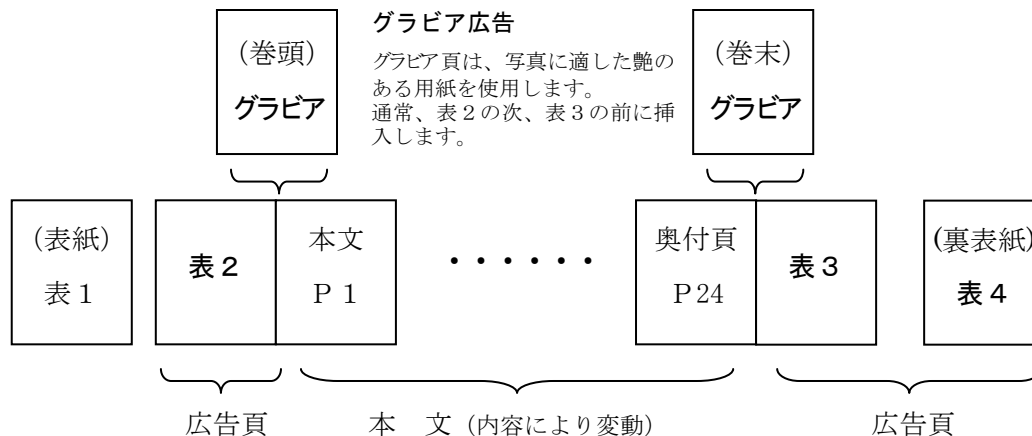 (巻頭)
グラビア
グラビア広告
グラビア頁は、写真に適した艶の
ある用紙を使用します。
通常、表2の次、表3の前に挿
入します。
(巻末)
グラビア
(表紙)
表1
表2
本文
P1
・・・・・・
奥付頁
P24
表3
(裏表紙)
表4
広告頁
本 文(内容により変動)
広告頁